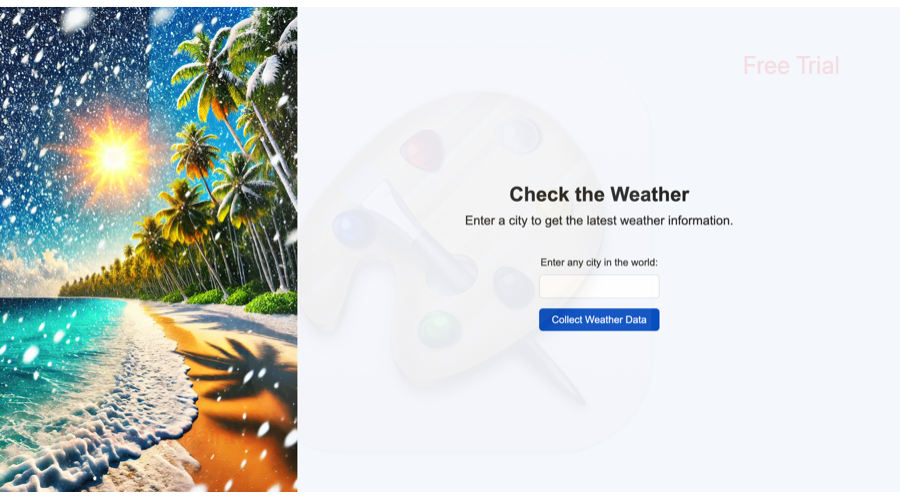 Free Trial
Check the Weather
Enter a city to get the latest weather information.
Enter any city in the world:
Collect Weather Data